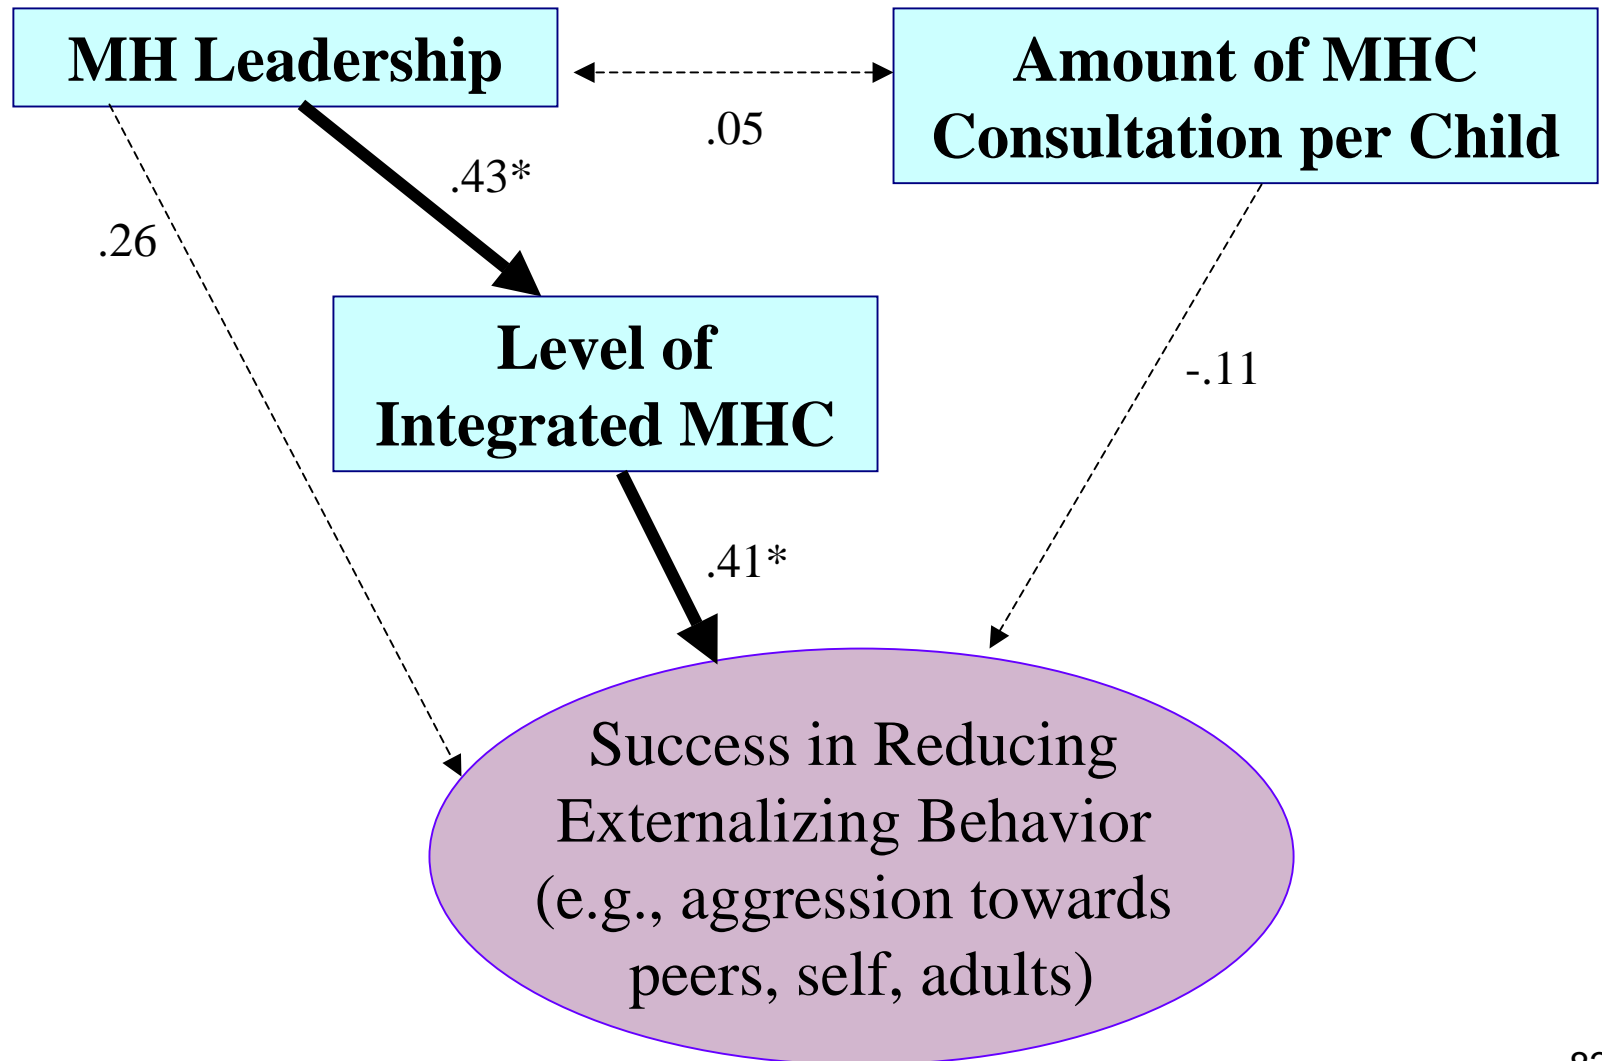 MH Leadership
Amount of MHC
Consultation per Child
.05
.43*
.26
Level of
Integrated MHC
-.11
.41*
Success in Reducing
Externalizing Behavior
(e.g., aggression towards
peers, self, adults)